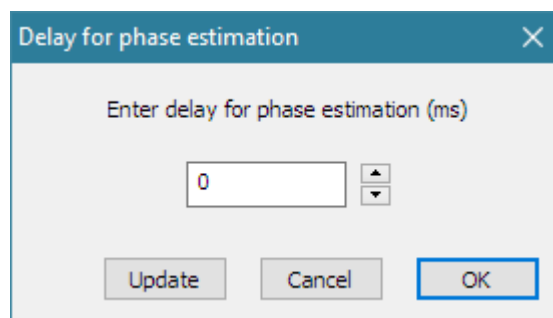 Delay for phase estimation
Enter delay for phase estimation (ms)
0
Update Cancel OK